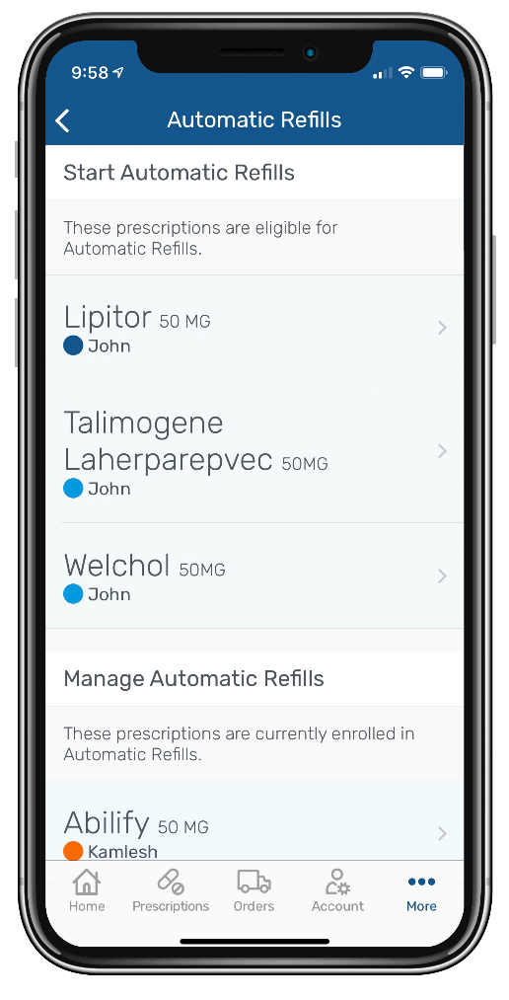 9:58
Automatic Refills
Start Automatic Refills
These prescriptions are eligible for
Automatic Refills.
Lipitor 50 MG
John
Talimogene
Laherparepvec 50MG
John
Welchol 50MG
John
Manage Automatic Refills
These prescriptions are currently enrolled in
Automatic Refills.
Abilify 50 MG
Kamlesh
Home Prescriptions Orders Account More